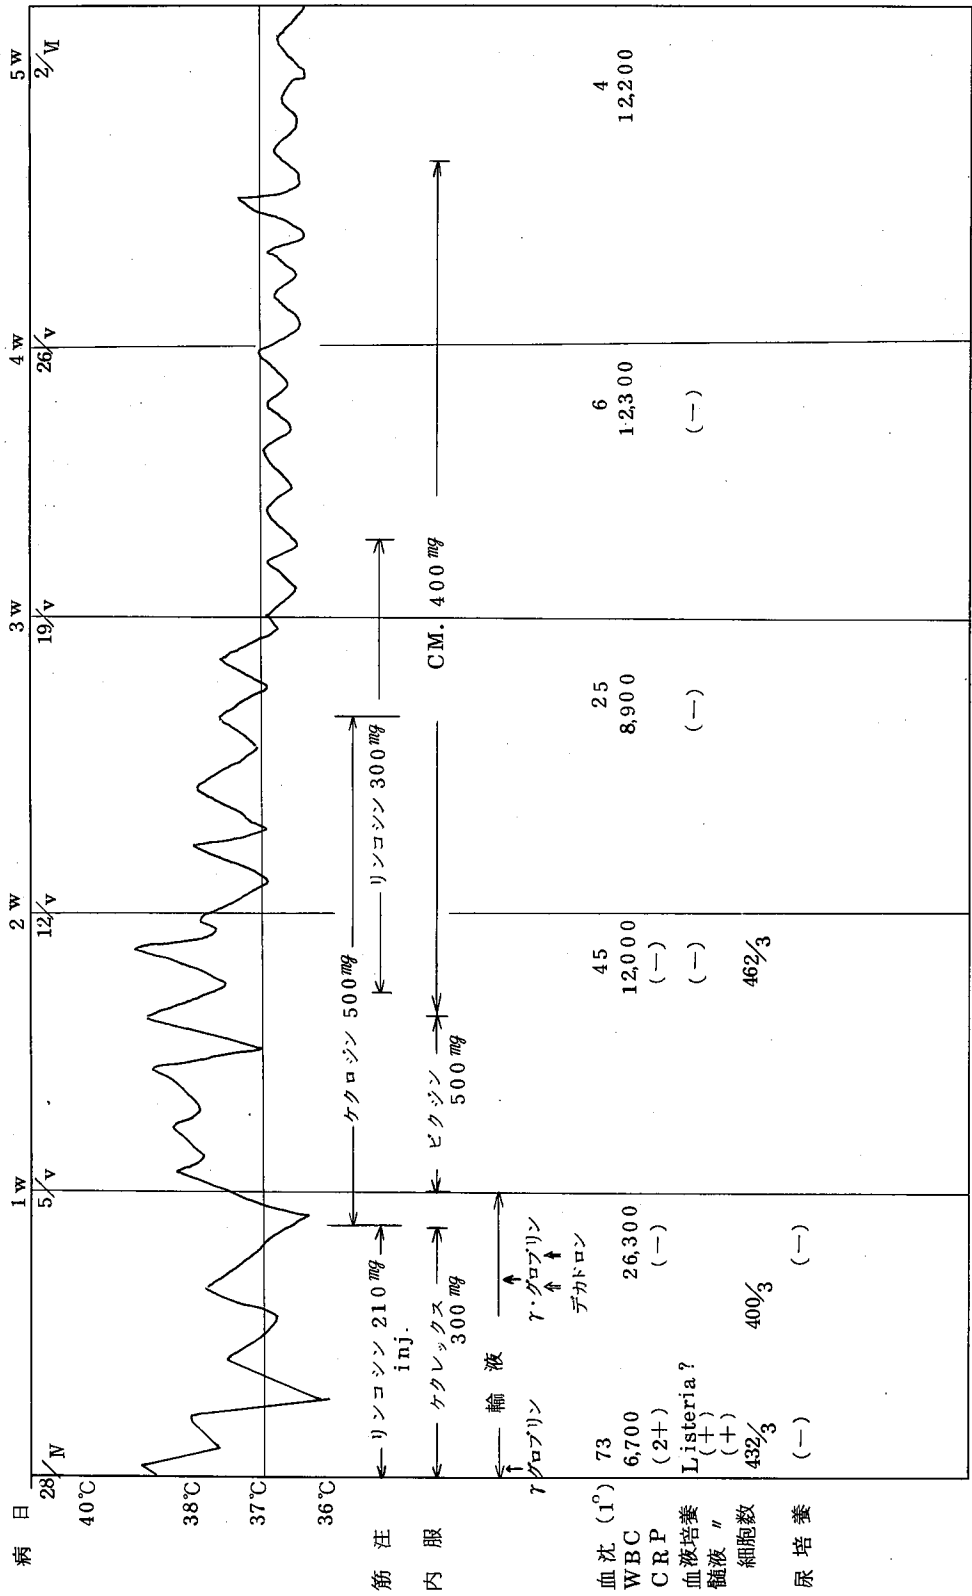 病日 1w 2w 3w 4w 5w
28/Ⅳ 5/Ⅴ 12/Ⅴ 19/Ⅴ 26/Ⅴ 2/Ⅵ
40℃
38℃
37℃
36℃
ケクロジン 500㎎
筋注 リンコシン 210㎎ リンコシン 300㎎
inj.
内服 ケクレックス ビクシン CM. 400㎎
300㎎ 500㎎
輸液
γ グロブリン γ・グロブリン
デカドロン
血沈 (1°) 73 45 25 6 4
WBC 6,700 26,300 12,000 8,900 12,300 12,200
CRP (2+) (−) (−)
血液培養 Listeria? (+) (−) (−) (−)
髄液 〃 (+)
細胞数 432/3 400/3 462/3
尿培養 (−) (−)